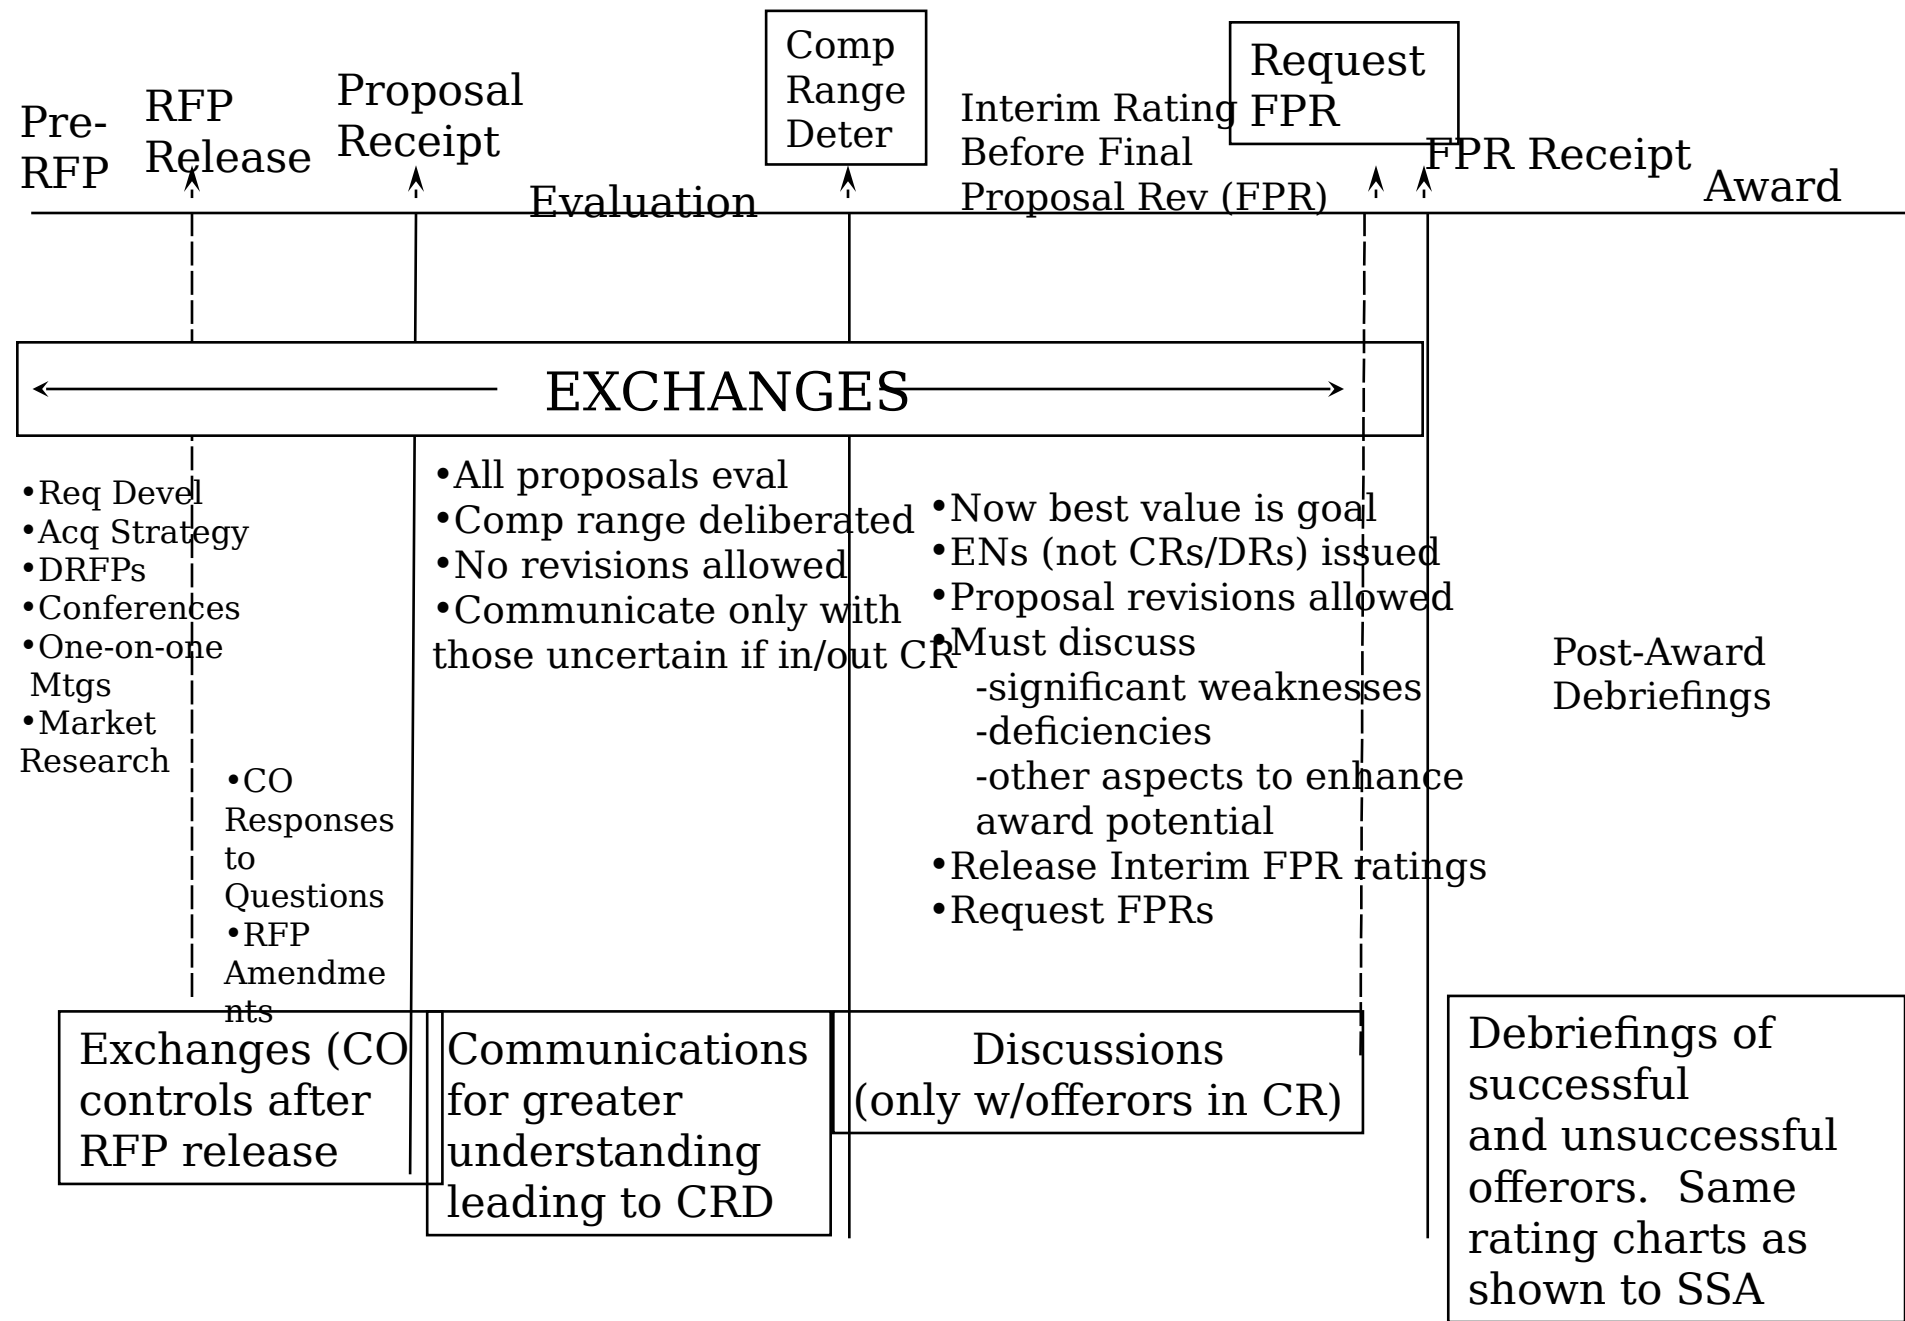 Pre-
RFP
RFP
Release
Proposal
Receipt
Evaluation
Comp
Range
Deter
Interim Rating
Before Final
Proposal Rev (FPR)
Request
FPR
FPR Receipt
Award
EXCHANGES
•Req Devel
•Acq Strategy
•DRFPs
•Conferences
•One-on-one
Mtgs
•Market
Research
•CO
Responses
to
Questions
•RFP
Amendme
nts
•All proposals eval
•Comp range deliberated
•No revisions allowed
•Communicate only with
those uncertain if in/out CR
•Now best value is goal
•ENs (not CRs/DRs) issued
•Proposal revisions allowed
•Must discuss
-significant weaknesses
-deficiencies
-other aspects to enhance
award potential
•Release Interim FPR ratings
•Request FPRs
Post-Award
Debriefings
Exchanges (CO
controls after
RFP release
Communications
for greater
understanding
leading to CRD
Discussions
(only w/offerors in CR)
Debriefings of
successful
and unsuccessful
offerors.  Same
rating charts as
shown to SSA